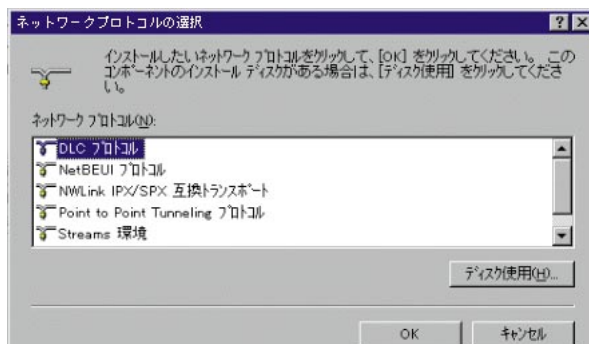 ネットワークプロトコルの選択
インストールしたいネットワーク プロトコルをクリックして、[OK] をクリックしてください。 この
コンポーネントのインストール ディスクがある場合は、[ディスク使用] をクリックしてくださ
い。
ネットワーク プロトコル(N):
DLC プロトコル
NetBEUI プロトコル
NWLink IPX/SPX 互換トランスポート
Point to Point Tunneling プロトコル
Streams 環境
ディスク使用(H)...
OK キャンセル